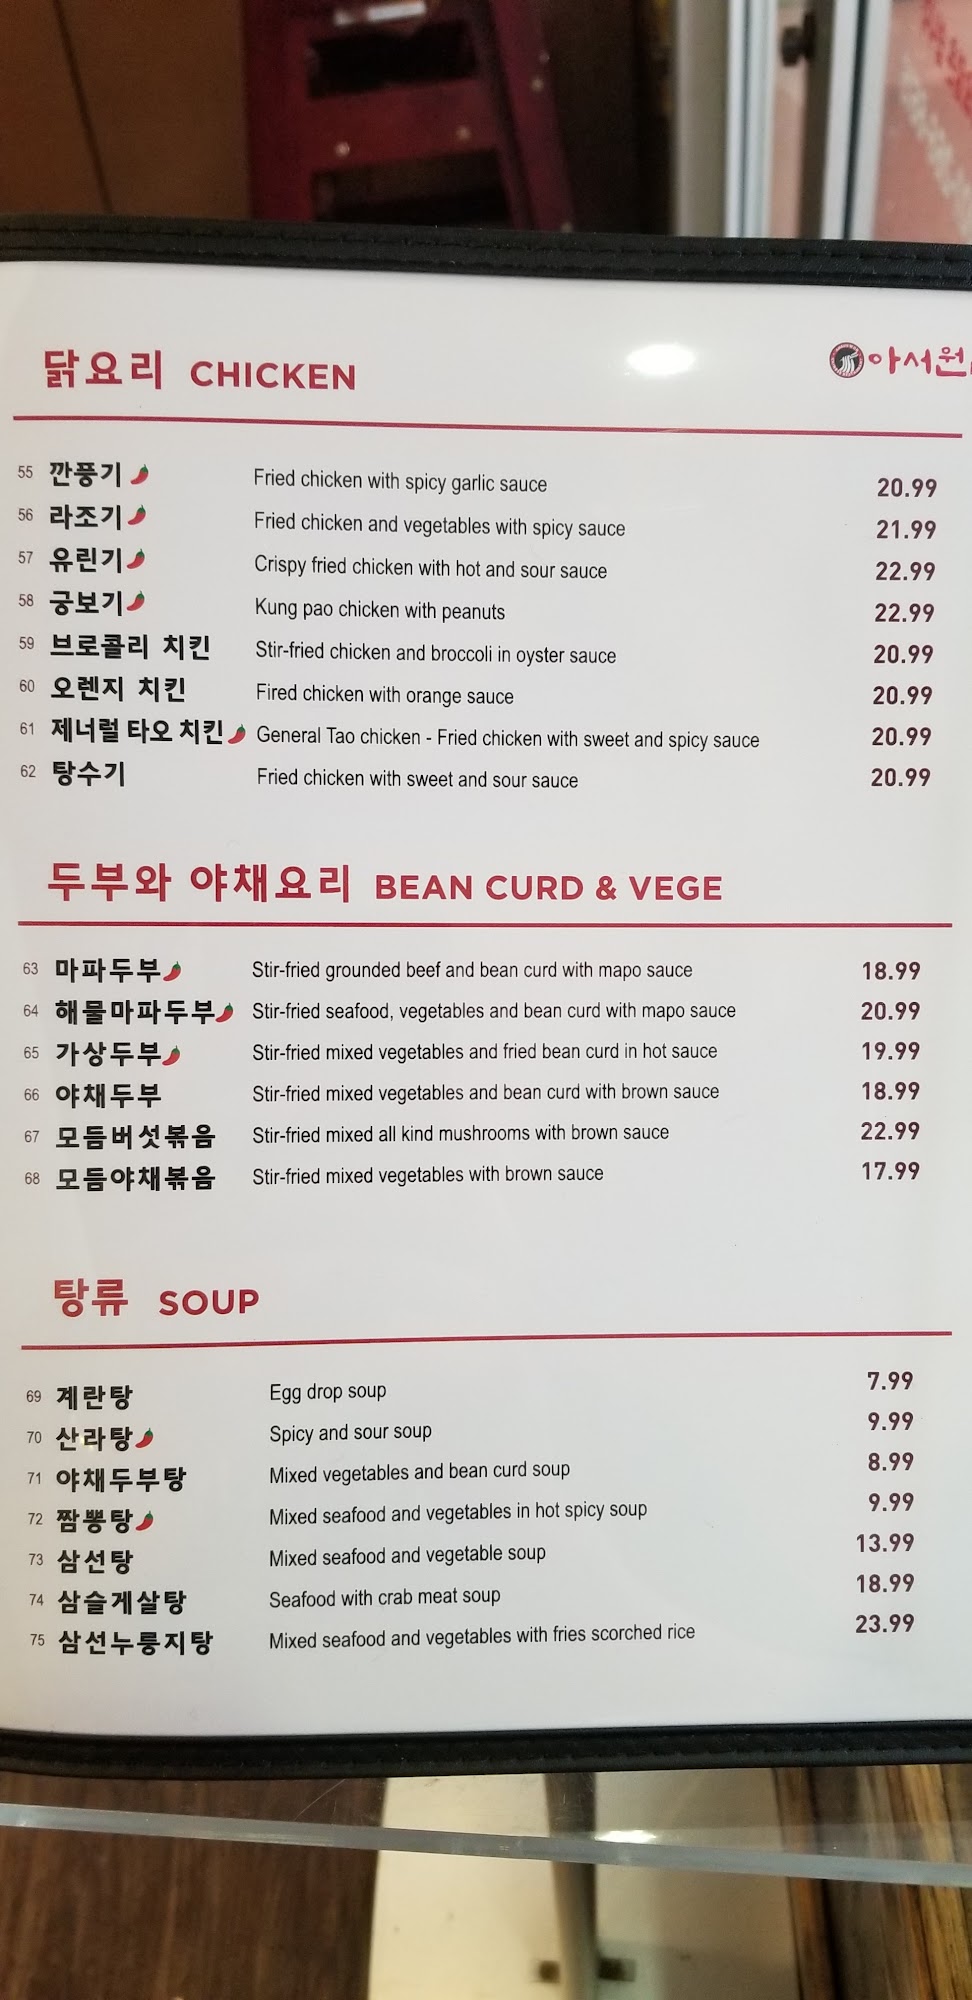 닭요리 CHICKEN
아서원
55 깐풍기 Fried chicken with spicy garlic sauce 20.99
56 라조기 Fried chicken and vegetables with spicy sauce 21.99
57 유린기 Crispy fried chicken with hot and sour sauce 22.99
58 궁보기 Kung pao chicken with peanuts 22.99
59 브로콜리 치킨 Stir-fried chicken and broccoli in oyster sauce 20.99
60 오렌지 치킨 Fired chicken with orange sauce 20.99
61 제너럴 타오 치킨 General Tao chicken - Fried chicken with sweet and spicy sauce 20.99
62 탕수기 Fried chicken with sweet and sour sauce 20.99
두부와 야채요리 BEAN CURD & VEGE
63 마파두부 Stir-fried grounded beef and bean curd with mapo sauce 18.99
64 해물마파두부 Stir-fried seafood, vegetables and bean curd with mapo sauce 20.99
65 가상두부 Stir-fried mixed vegetables and fried bean curd in hot sauce 19.99
66 야채두부 Stir-fried mixed vegetables and bean curd with brown sauce 18.99
67 모듬버섯볶음 Stir-fried mixed all kind mushrooms with brown sauce 22.99
68 모듬야채볶음 Stir-fried mixed vegetables with brown sauce 17.99
탕류 SOUP
69 계란탕 Egg drop soup 7.99
70 산라탕 Spicy and sour soup 9.99
71 야채두부탕 Mixed vegetables and bean curd soup 8.99
72 짬뽕탕 Mixed seafood and vegetables in hot spicy soup 9.99
73 삼선탕 Mixed seafood and vegetable soup 13.99
74 삼슬게살탕 Seafood with crab meat soup 18.99
75 삼선누룽지탕 Mixed seafood and vegetables with fries scorched rice 23.99